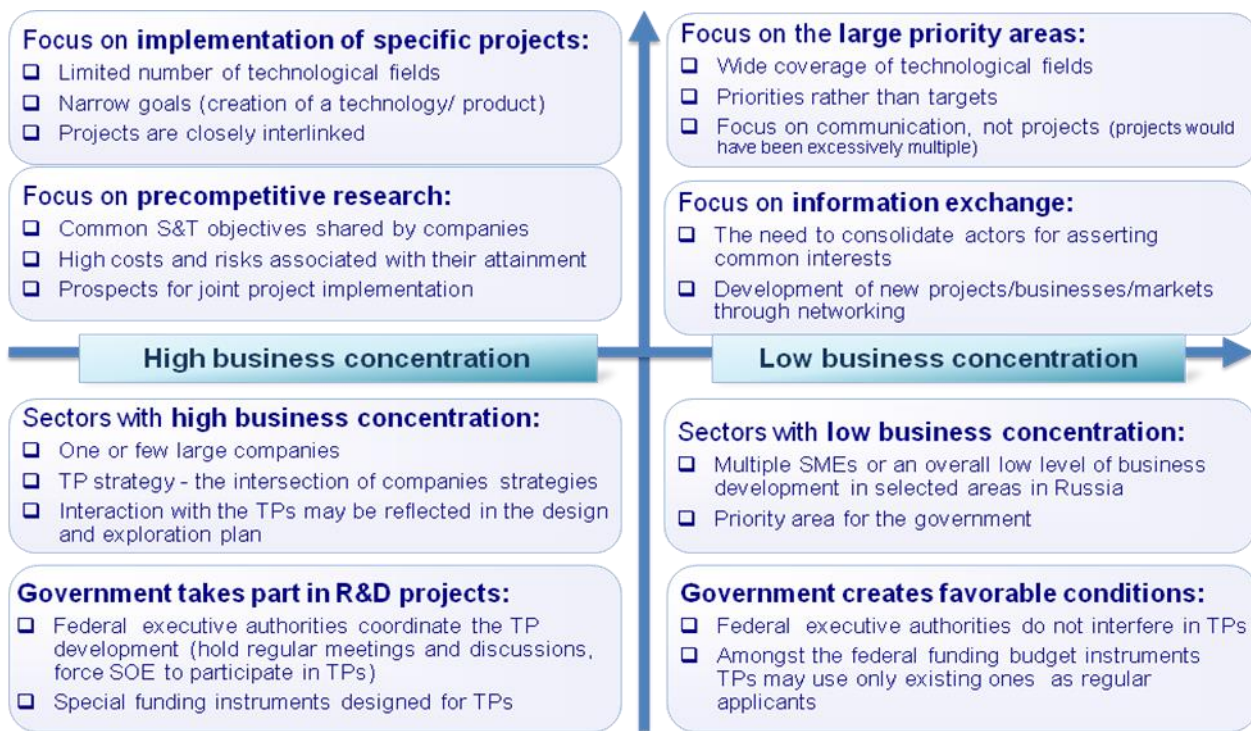 Focus on implementation of specific projects:
❑ Limited number of technological fields
❑ Narrow goals (creation of a technology/ product)
❑ Projects are closely interlinked
Focus on precompetitive research:
❑ Common S&T objectives shared by companies
❑ High costs and risks associated with their attainment
❑ Prospects for joint project implementation
Focus on the large priority areas:
❑ Wide coverage of technological fields
❑ Priorities rather than targets
❑ Focus on communication, not projects (projects would
have been excessively multiple)
Focus on information exchange:
❑ The need to consolidate actors for asserting
common interests
❑ Development of new projects/businesses/markets
through networking
High business concentration
Low business concentration
Sectors with high business concentration:
❑ One or few large companies
❑ TP strategy - the intersection of companies strategies
❑ Interaction with the TPs may be reflected in the design
and exploration plan
Government takes part in R&D projects:
❑ Federal executive authorities coordinate the TP
development (hold regular meetings and discussions,
force SOE to participate in TPs)
❑ Special funding instruments designed for TPs
Sectors with low business concentration:
❑ Multiple SMEs or an overall low level of business
development in selected areas in Russia
❑ Priority area for the government
Government creates favorable conditions:
❑ Federal executive authorities do not interfere in TPs
❑ Amongst the federal funding budget instruments
TPs may use only existing ones as regular
applicants